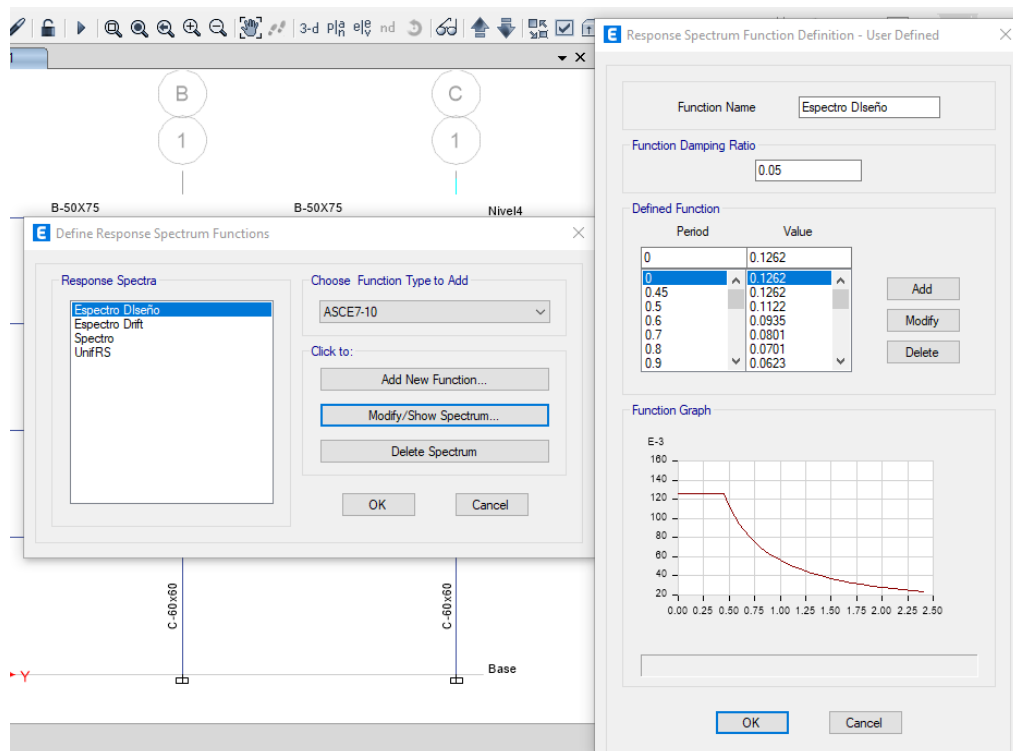 3-d
plan
elev
nd
B
C
1
1
B-50X75
B-50X75
Nivel4
C-60x60
C-60x60
Base
Y
E Define Response Spectrum Functions
Response Spectra
Espectro DIseño
Espectro Drift
Spectro
UnifRS
Choose Function Type to Add
ASCE7-10
Click to:
Add New Function...
Modify/Show Spectrum...
Delete Spectrum
OK
Cancel
E Response Spectrum Function Definition - User Defined
Function Name
Espectro DIseño
Function Damping Ratio
0.05
Defined Function
Period Value
0 0.1262
0 0.1262
0.45 0.1262
0.5 0.1122
0.6 0.0935
0.7 0.0801
0.8 0.0701
0.9 0.0623
Add
Modify
Delete
Function Graph
E-3
160
140
120
100
80
60
40
20
0.00 0.25 0.50 0.75 1.00 1.25 1.50 1.75 2.00 2.25 2.50
OK
Cancel